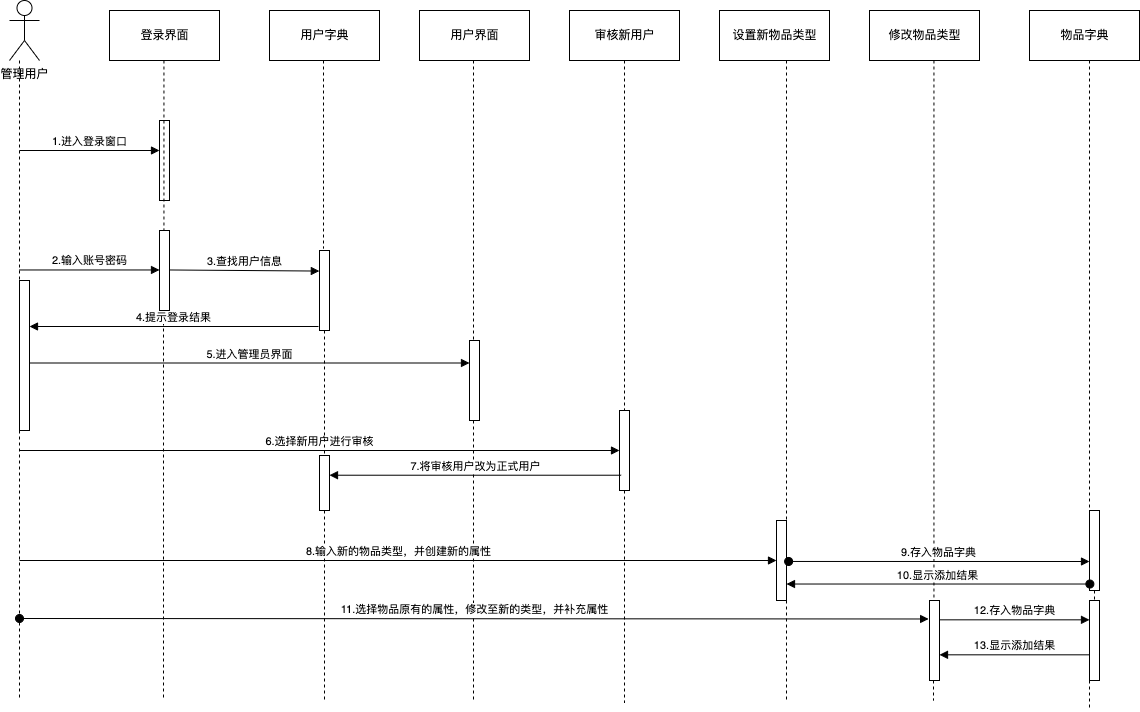 登录界面
用户字典
用户界面
审核新用户
设置新物品类型
修改物品类型
物品字典
管理用户
1.进入登录窗口
2.输入账号密码
3.查找用户信息
4.提示登录结果
5.进入管理员界面
6.选择新用户进行审核
7.将审核用户改为正式用户
8.输入新的物品类型，并创建新的属性
9.存入物品字典
10.显示添加结果
11.选择物品原有的属性，修改至新的类型，并补充属性
12.存入物品字典
13.显示添加结果